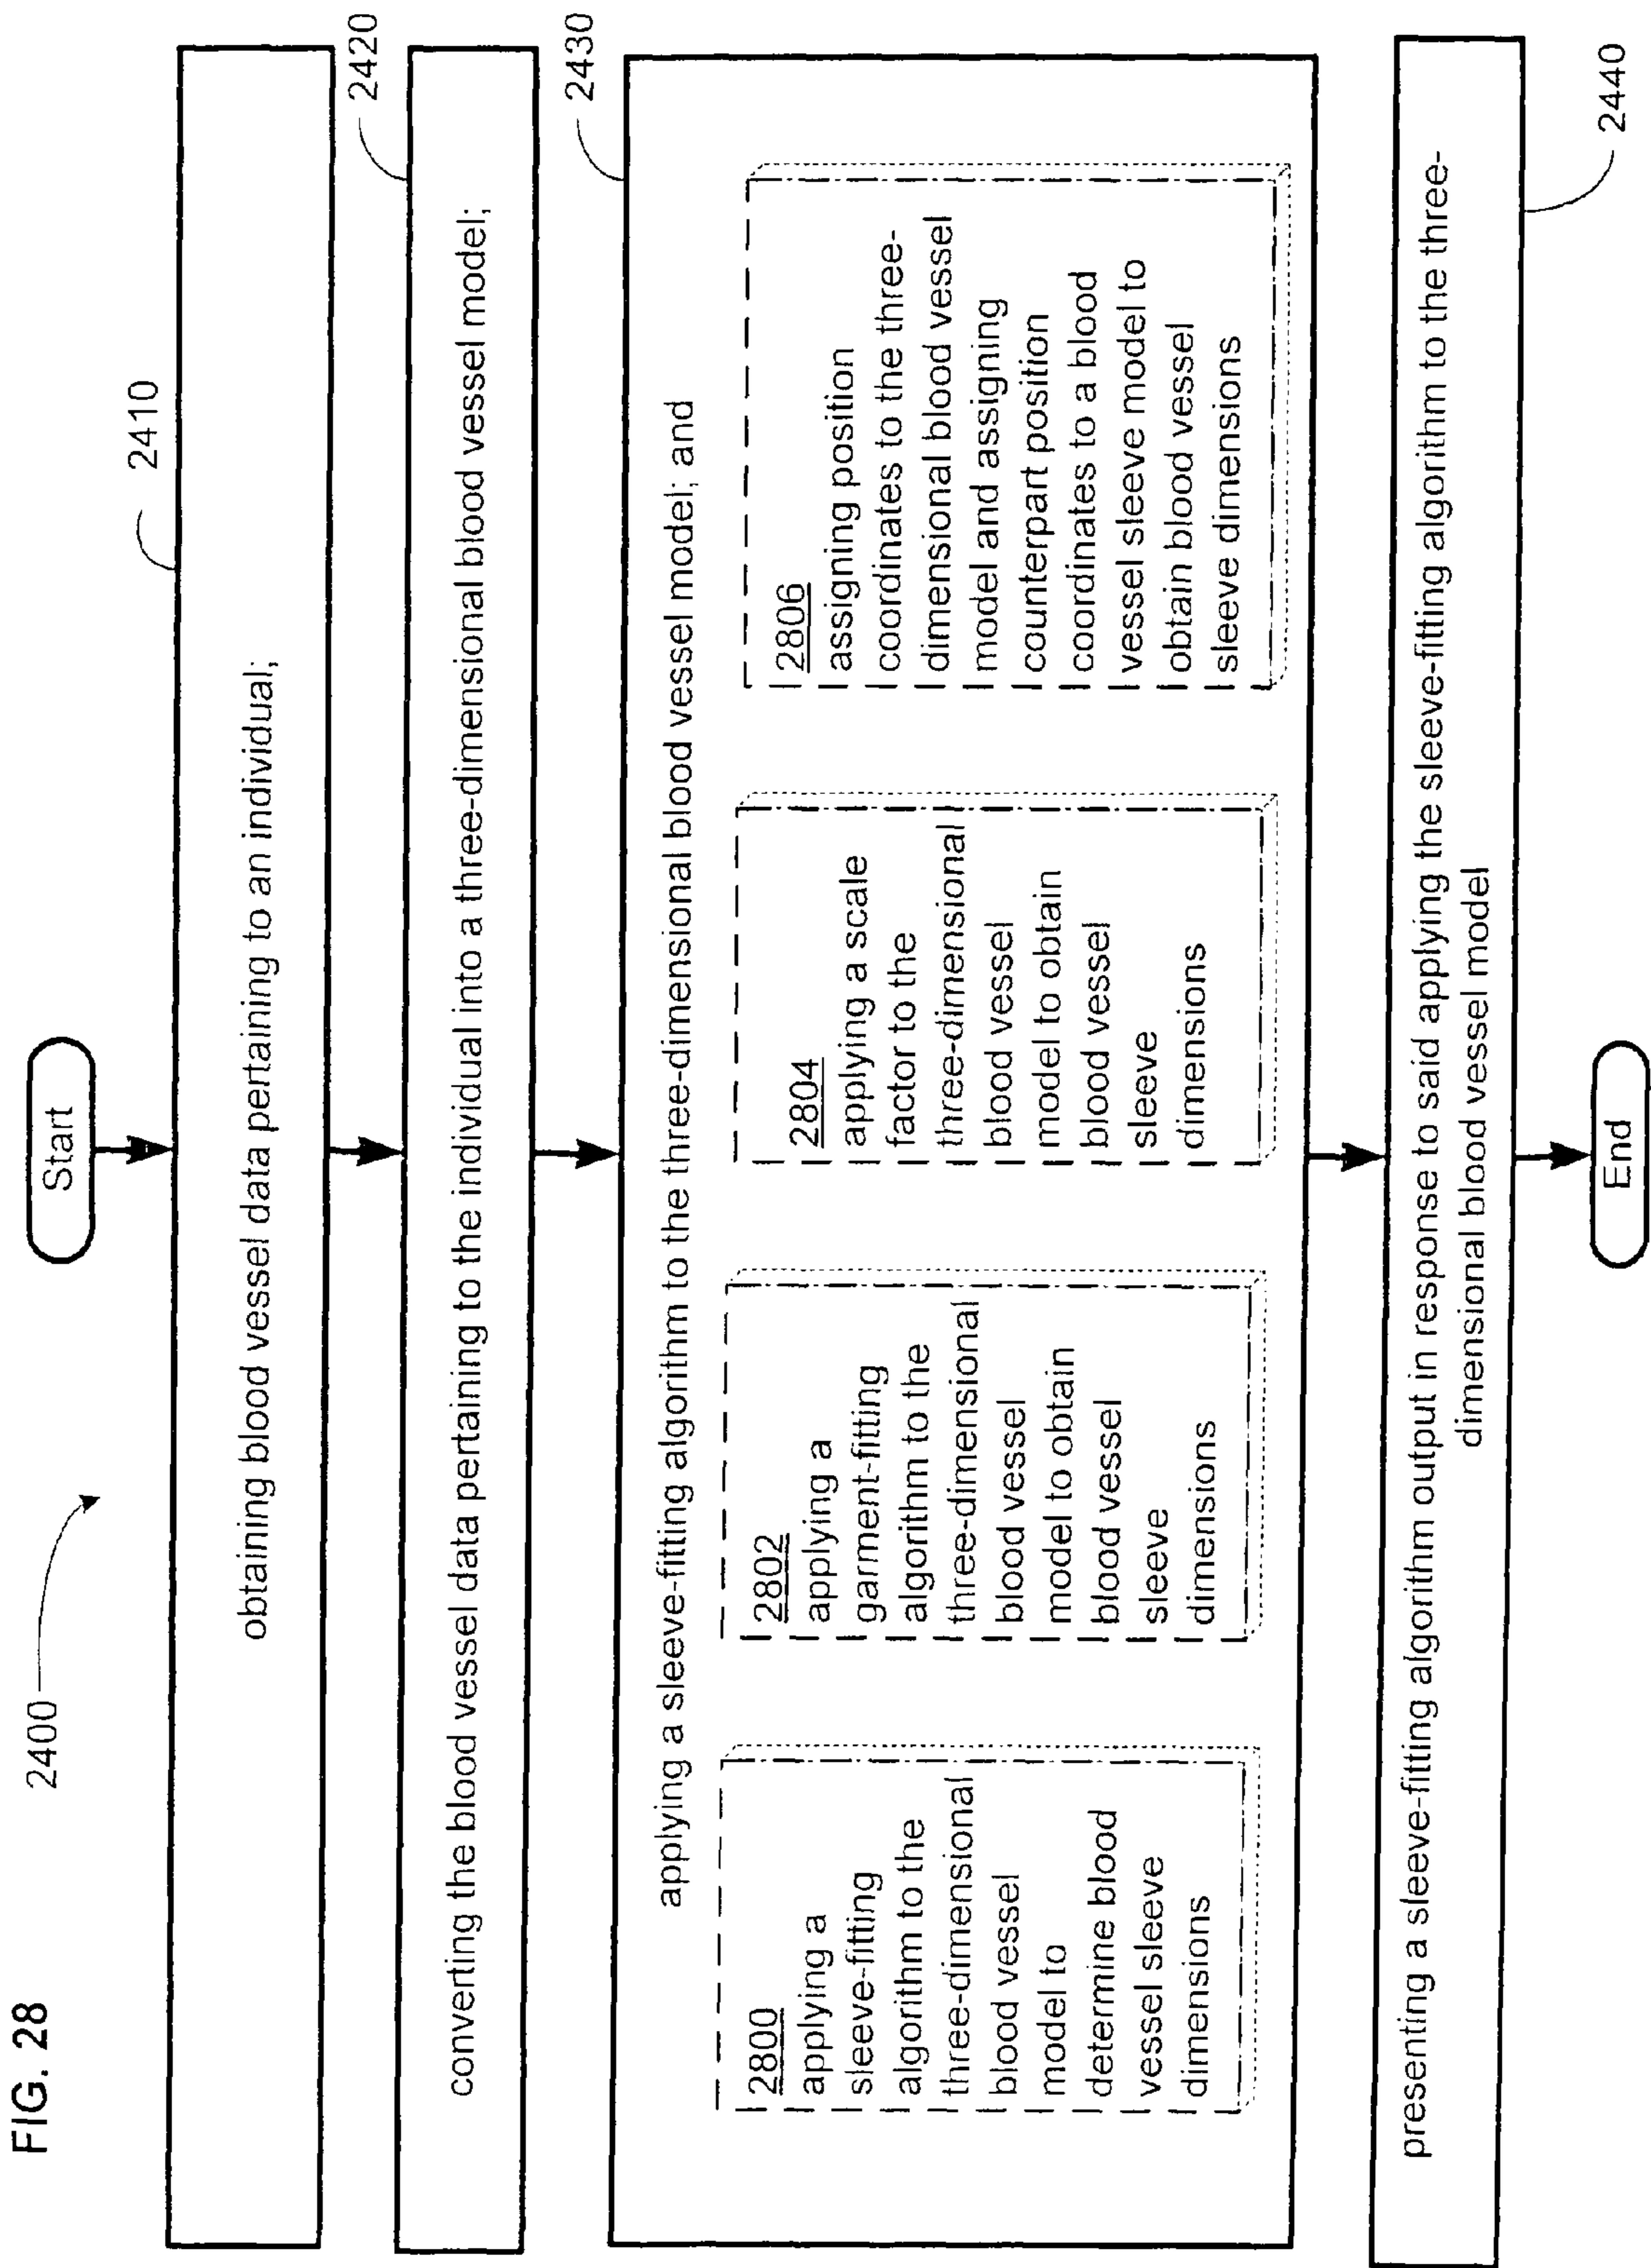 FIG. 28
2400
Start
2410
obtaining blood vessel data pertaining to an individual;
2420
converting the blood vessel data pertaining to the individual into a three-dimensional blood vessel model;
2430
applying a sleeve-fitting algorithm to the three-dimensional blood vessel model; and
2800
applying a
sleeve-fitting
algorithm to the
three-dimensional
blood vessel
model to
determine blood
vessel sleeve
dimensions
2802
applying a
garment-fitting
algorithm to the
three-dimensional
blood vessel
model to obtain
blood vessel
sleeve
dimensions
2804
applying a scale
factor to the
three-dimensional
blood vessel
model to obtain
blood vessel
sleeve
dimensions
2806
assigning position
coordinates to the three-
dimensional blood vessel
model and assigning
counterpart position
coordinates to a blood
vessel sleeve model to
obtain blood vessel
sleeve dimensions
presenting a sleeve-fitting algorithm output in response to said applying the sleeve-fitting algorithm to the three-
dimensional blood vessel model
2440
End